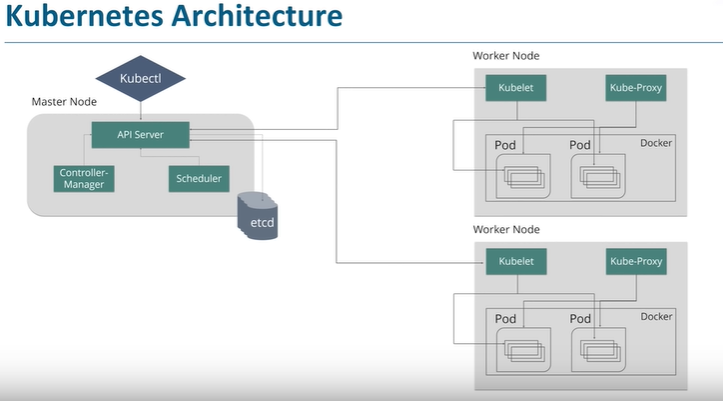 Kubernetes Architecture
Kubectl
Master Node
API Server
Controller-
Manager
Scheduler
etcd
Worker Node
Kubelet
Kube-Proxy
Pod
Pod
Docker
Worker Node
Kubelet
Kube-Proxy
Pod
Pod
Docker